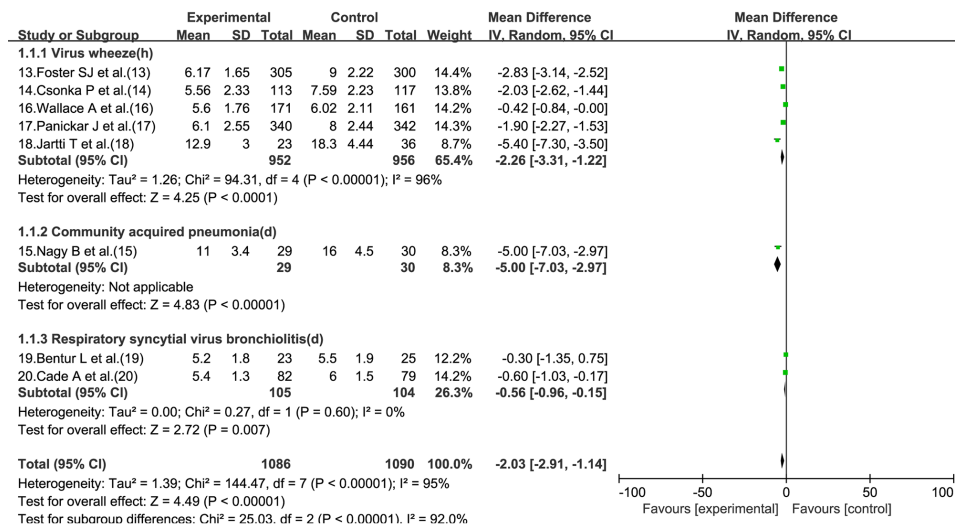 Experimental Control Mean Difference Mean Difference
Study or Subgroup Mean SD Total Mean SD Total Weight IV, Random, 95% CI IV, Random, 95% CI
1.1.1 Virus wheeze(h)
13.Foster SJ et al.(13) 6.17 1.65 305 9 2.22 300 14.4% -2.83 [-3.14, -2.52]
14.Csonka P et al.(14) 5.56 2.33 113 7.59 2.23 117 13.8% -2.03 [-2.62, -1.44]
16.Wallace A et al.(16) 5.6 1.76 171 6.02 2.11 161 14.2% -0.42 [-0.84, -0.00]
17.Panickar J et al.(17) 6.1 2.55 340 8 2.44 342 14.3% -1.90 [-2.27, -1.53]
18.Jartti T et al.(18) 12.9 3 23 18.3 4.44 36 8.7% -5.40 [-7.30, -3.50]
Subtotal (95% CI) 952 956 65.4% -2.26 [-3.31, -1.22]
Heterogeneity: Tau² = 1.26; Chi² = 94.31, df = 4 (P < 0.00001); I² = 96%
Test for overall effect: Z = 4.25 (P < 0.0001)
1.1.2 Community acquired pneumonia(d)
15.Nagy B et al.(15) 11 3.4 29 16 4.5 30 8.3% -5.00 [-7.03, -2.97]
Subtotal (95% CI) 29 30 8.3% -5.00 [-7.03, -2.97]
Heterogeneity: Not applicable
Test for overall effect: Z = 4.83 (P < 0.00001)
1.1.3 Respiratory syncytial virus bronchiolitis(d)
19.Bentur L et al.(19) 5.2 1.8 23 5.5 1.9 25 12.2% -0.30 [-1.35, 0.75]
20.Cade A et al.(20) 5.4 1.3 82 6 1.5 79 14.2% -0.60 [-1.03, -0.17]
Subtotal (95% CI) 105 104 26.3% -0.56 [-0.96, -0.15]
Heterogeneity: Tau² = 0.00; Chi² = 0.27, df = 1 (P = 0.60); I² = 0%
Test for overall effect: Z = 2.72 (P = 0.007)
Total (95% CI) 1086 1090 100.0% -2.03 [-2.91, -1.14]
Heterogeneity: Tau² = 1.39; Chi² = 144.47, df = 7 (P < 0.00001); I² = 95%
Test for overall effect: Z = 4.49 (P < 0.00001)
Test for subgroup differences: Chi² = 25.03, df = 2 (P < 0.00001), I² = 92.0%
-100 -50 0 50 100
Favours [experimental] Favours [control]